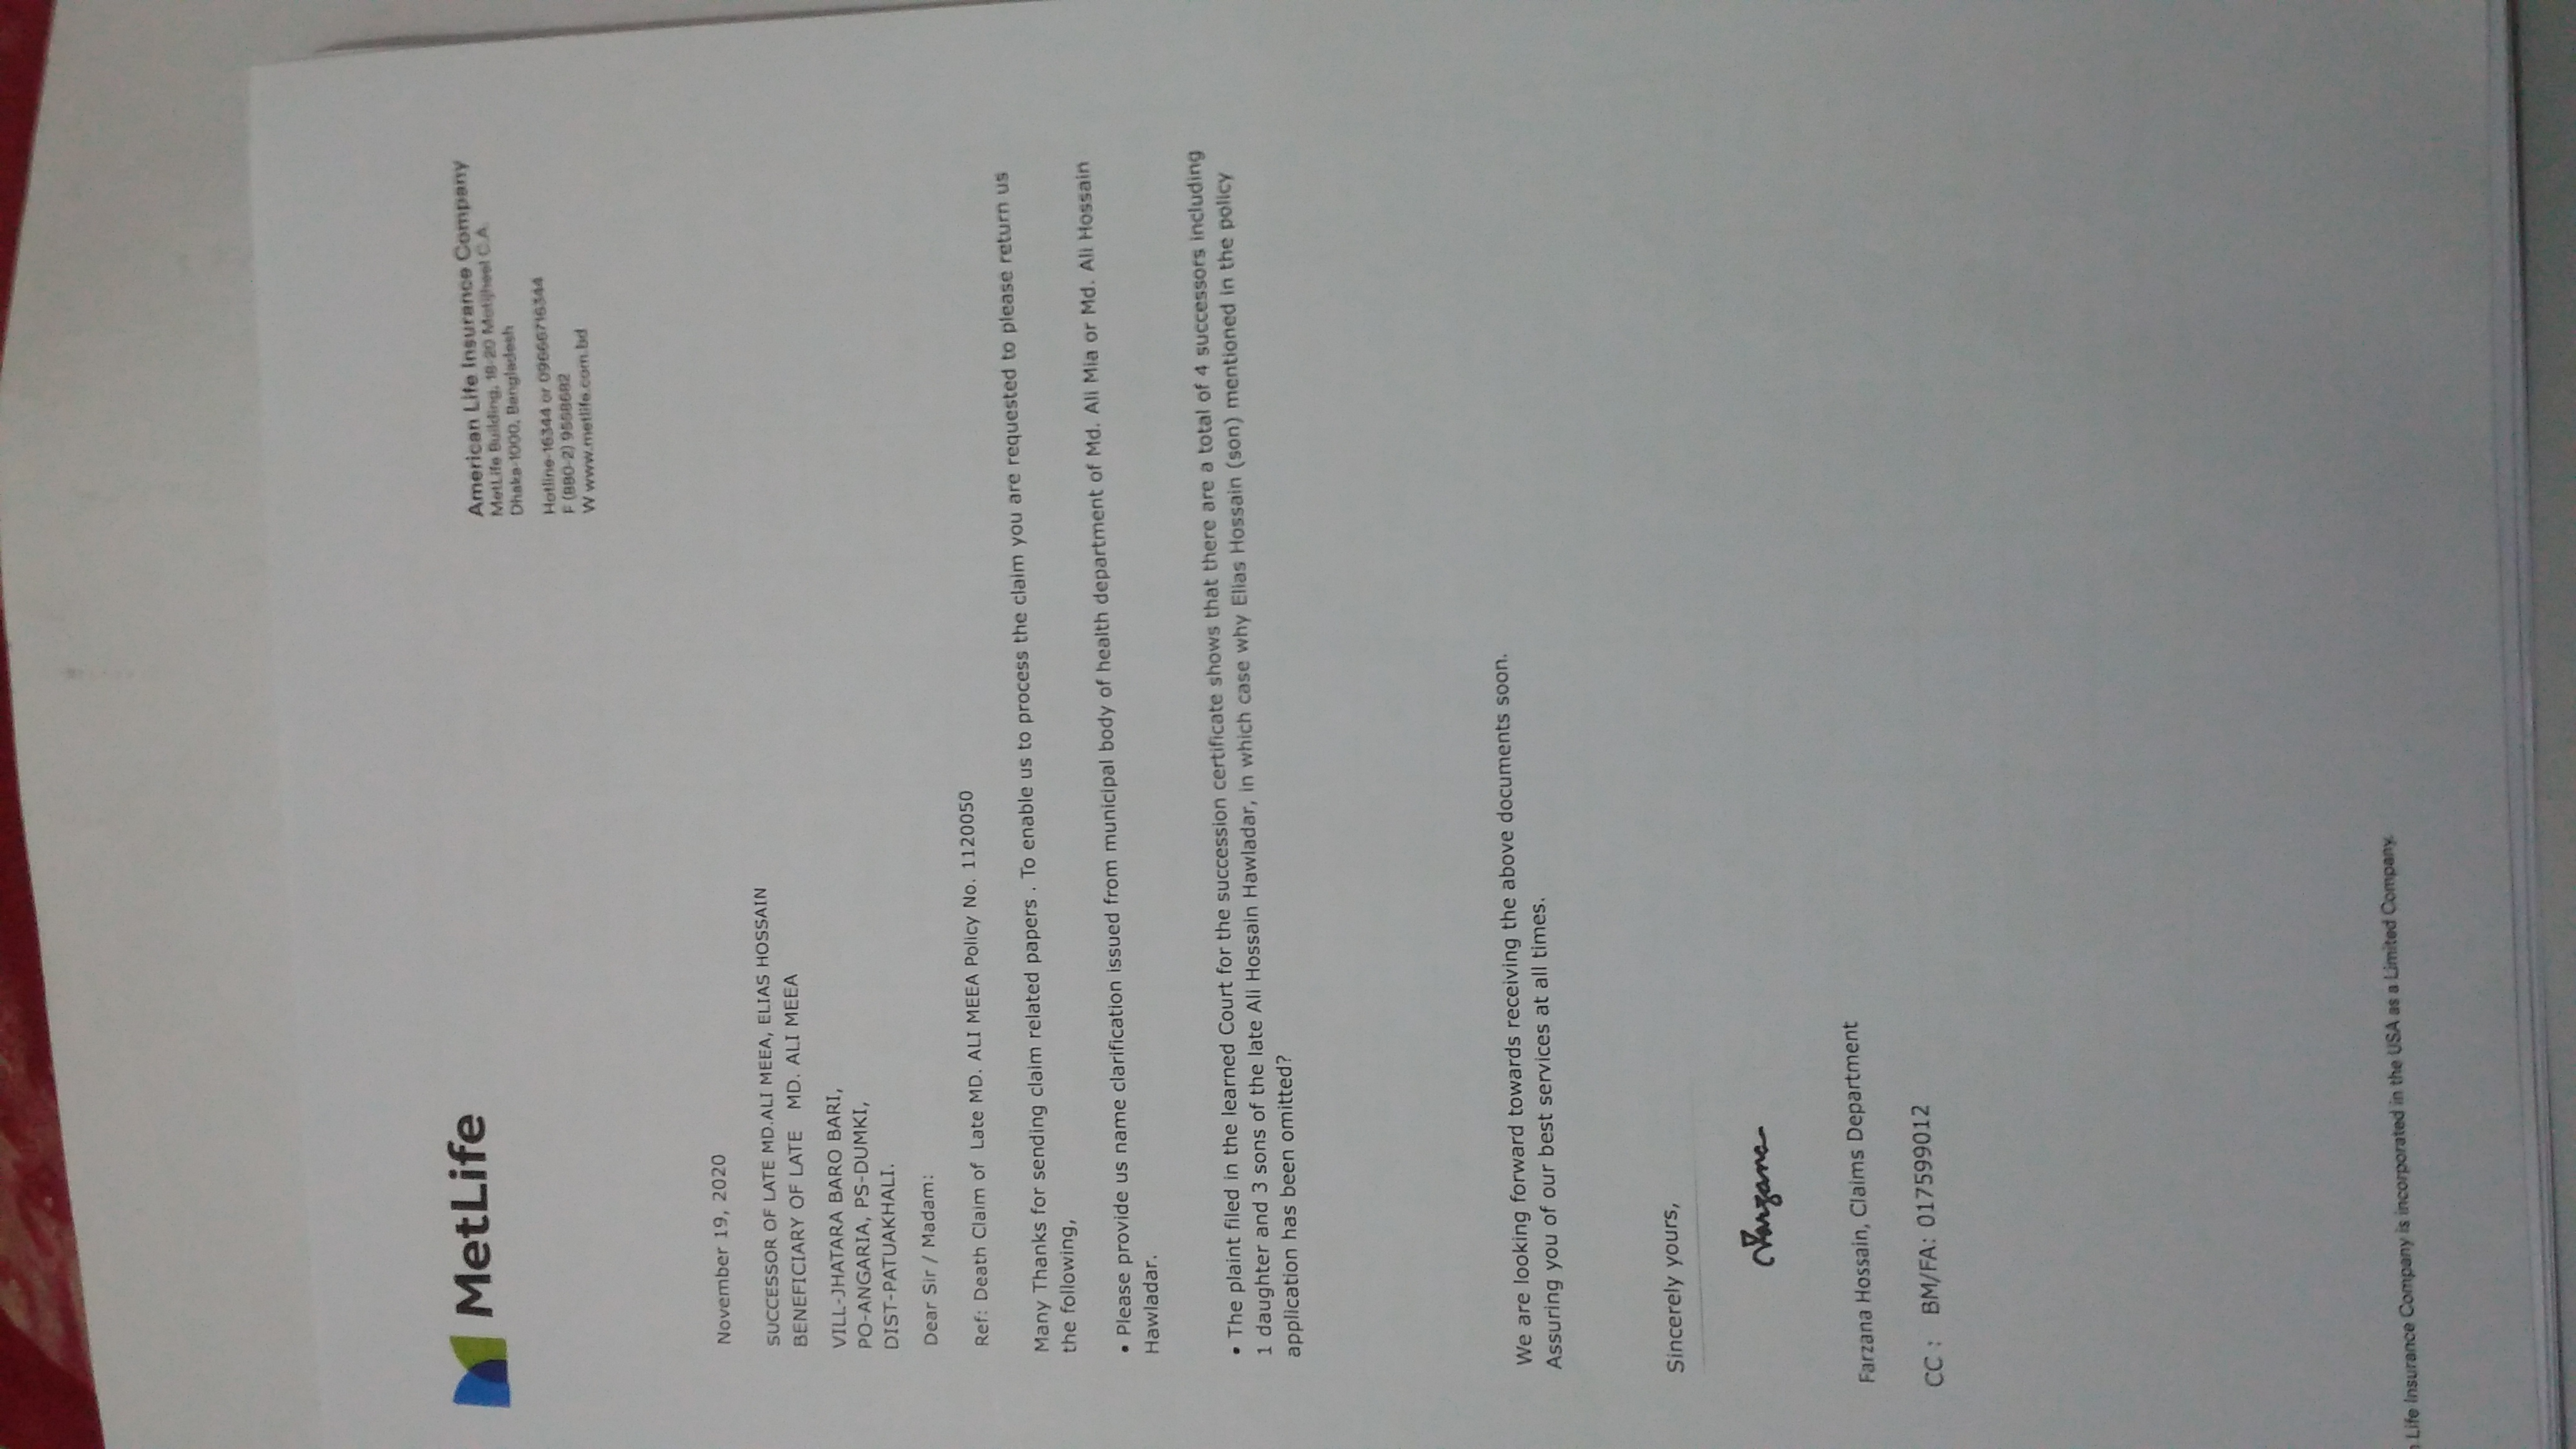 MetLife
American Life Insurance Company
MetLife Building, 18-20 Motijheel C.A.
Dhaka-1000, Bangladesh
Hotline-16344 or 09666716344
F (880-2) 9558682
W www.metlife.com.bd
November 19, 2020
SUCCESSOR OF LATE MD.ALI MEEA, ELIAS HOSSAIN
BENEFICIARY OF LATE MD. ALI MEEA
VILL-JHATARA BARO BARI,
PO-ANGARIA, PS-DUMKI,
DIST-PATUAKHALI.
Dear Sir / Madam:
Ref: Death Claim of Late MD. ALI MEEA Policy No. 1120050
Many Thanks for sending claim related papers . To enable us to process the claim you are requested to please return us
the following,
• Please provide us name clarification issued from municipal body of health department of Md. Ali Mia or Md. Ali Hossain
Hawladar.
• The plaint filed in the learned Court for the succession certificate shows that there are a total of 4 successors including
1 daughter and 3 sons of the late Ali Hossain Hawladar, in which case why Elias Hossain (son) mentioned in the policy
application has been omitted?
We are looking forward towards receiving the above documents soon.
Assuring you of our best services at all times.
Sincerely yours,
Farzana
Farzana Hossain, Claims Department
CC : BM/FA: 017599012
Life Insurance Company is incorporated in the USA as a Limited Company.